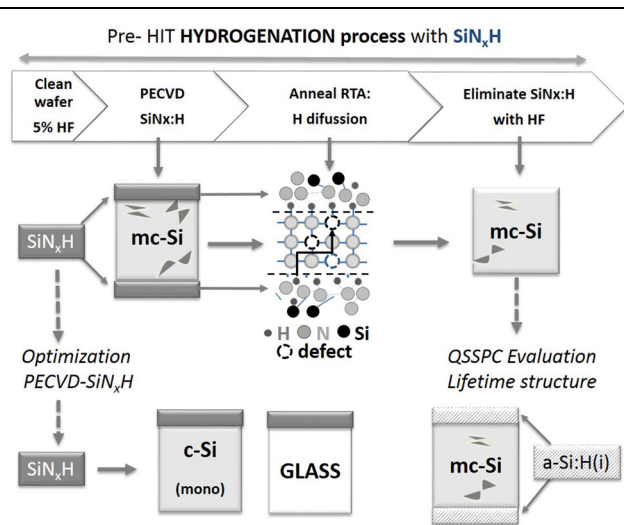 Pre- HIT HYDROGENATION process with SiNₓH
Clean
wafer
5% HF
PECVD
SiNx:H
Anneal RTA:
H difussion
Eliminate SiNx:H
with HF
SiNₓH
mc-Si
mc-Si
H N Si
defect
Optimization
PECVD-SiNₓH
QSSPC Evaluation
Lifetime structure
SiNₓH
c-Si
(mono)
GLASS
mc-Si
a-Si:H(i)